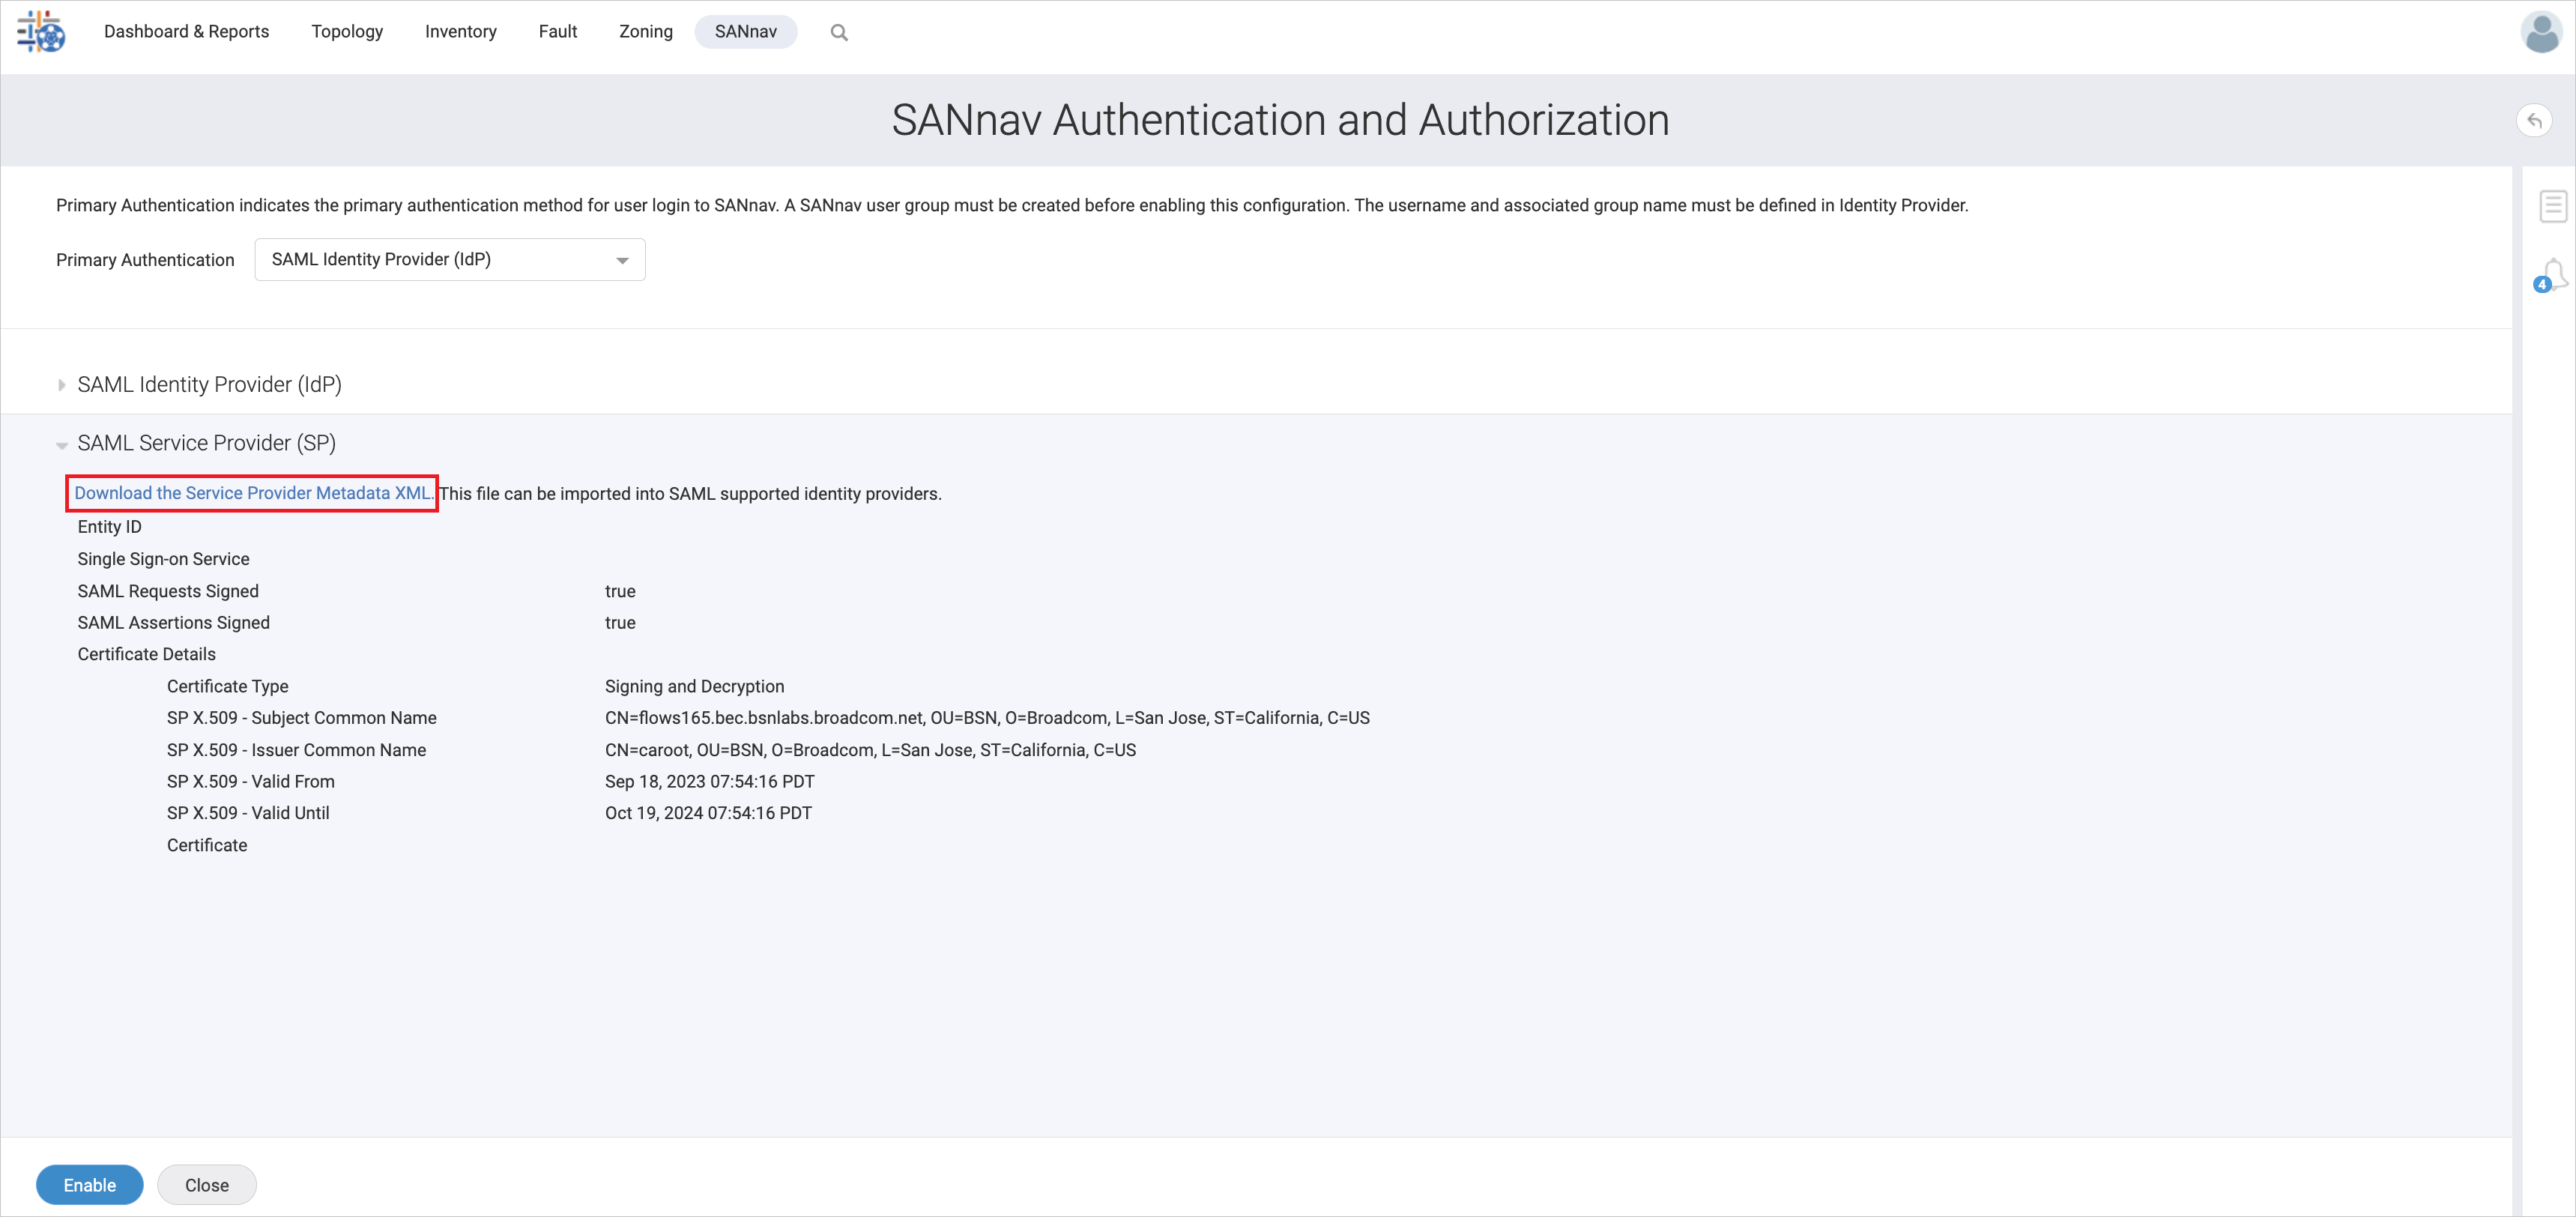 Dashboard & Reports Topology Inventory Fault Zoning SANnav
SANnav Authentication and Authorization
Primary Authentication indicates the primary authentication method for user login to SANnav. A SANnav user group must be created before enabling this configuration. The username and associated group name must be defined in Identity Provider.
Primary Authentication SAML Identity Provider (IdP)
4
SAML Identity Provider (IdP)
SAML Service Provider (SP)
Download the Service Provider Metadata XML. This file can be imported into SAML supported identity providers.
Entity ID
Single Sign-on Service
SAML Requests Signed true
SAML Assertions Signed true
Certificate Details
Certificate Type Signing and Decryption
SP X.509 - Subject Common Name CN=flows165.bec.bsnlabs.broadcom.net, OU=BSN, O=Broadcom, L=San Jose, ST=California, C=US
SP X.509 - Issuer Common Name CN=caroot, OU=BSN, O=Broadcom, L=San Jose, ST=California, C=US
SP X.509 - Valid From Sep 18, 2023 07:54:16 PDT
SP X.509 - Valid Until Oct 19, 2024 07:54:16 PDT
Certificate
Enable Close